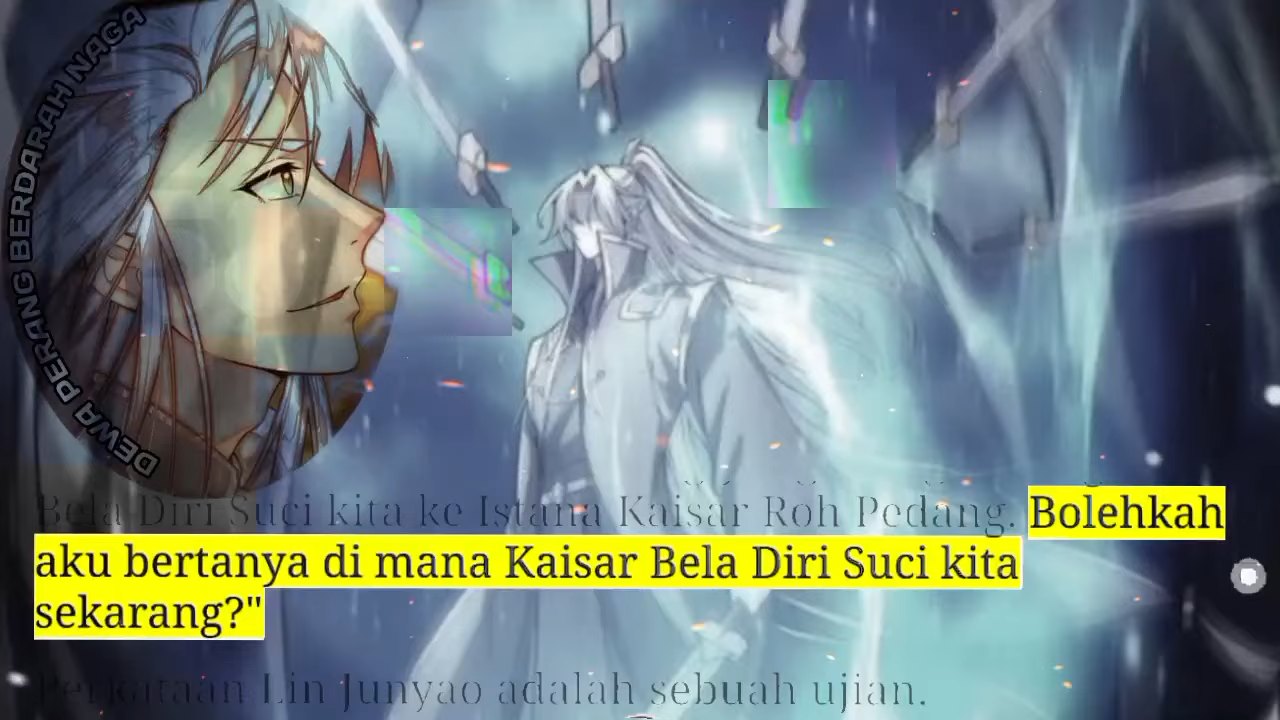 DEWA PERANG BERDARAH NAGA
Bela Diri Suci kita ke Istana Kaisar Roh Pedang. Bolehkah
aku bertanya di mana Kaisar Bela Diri Suci kita
sekarang?"
Perkataan Lin Junyao adalah sebuah ujian.